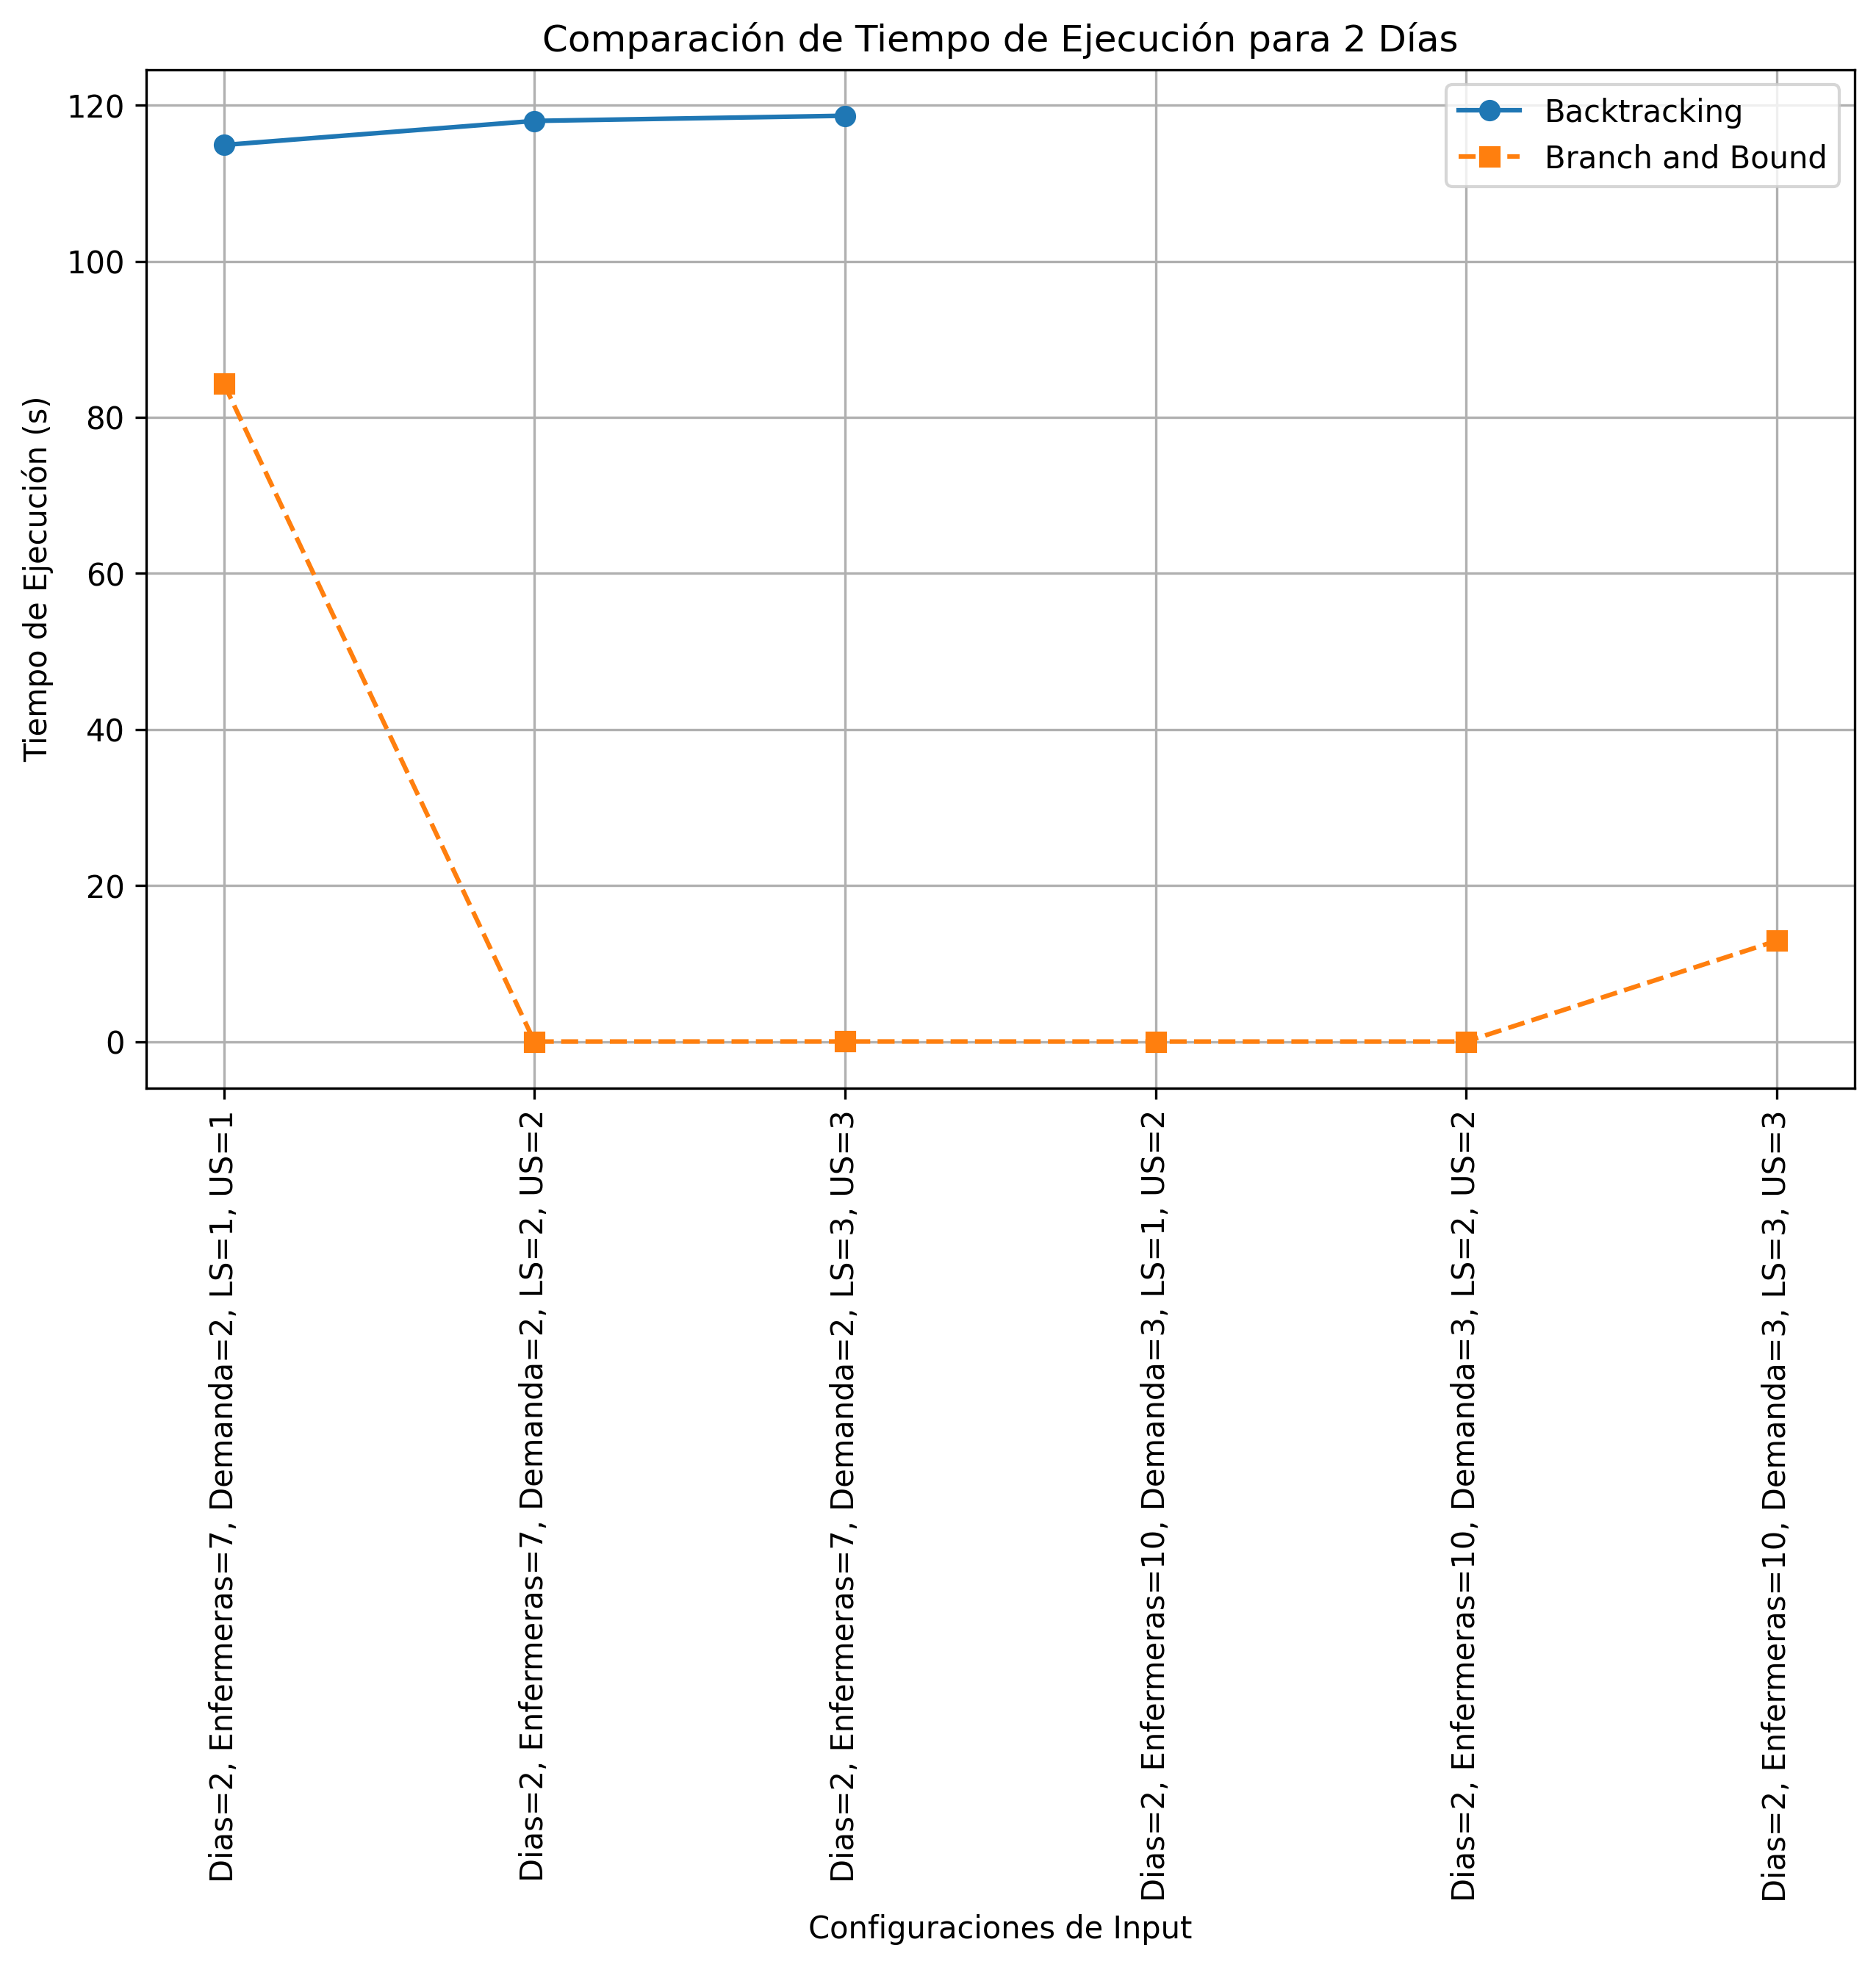 Comparación de Tiempo de Ejecución para 2 Días
Backtracking
Branch and Bound
Tiempo de Ejecución (s)
120
100
80
60
40
20
0
Dias=2, Enfermeras=7, Demanda=2, LS=1, US=1
Dias=2, Enfermeras=7, Demanda=2, LS=2, US=2
Dias=2, Enfermeras=7, Demanda=2, LS=3, US=3
Dias=2, Enfermeras=10, Demanda=3, LS=1, US=2
Dias=2, Enfermeras=10, Demanda=3, LS=2, US=2
Dias=2, Enfermeras=10, Demanda=3, LS=3, US=3
Configuraciones de Input